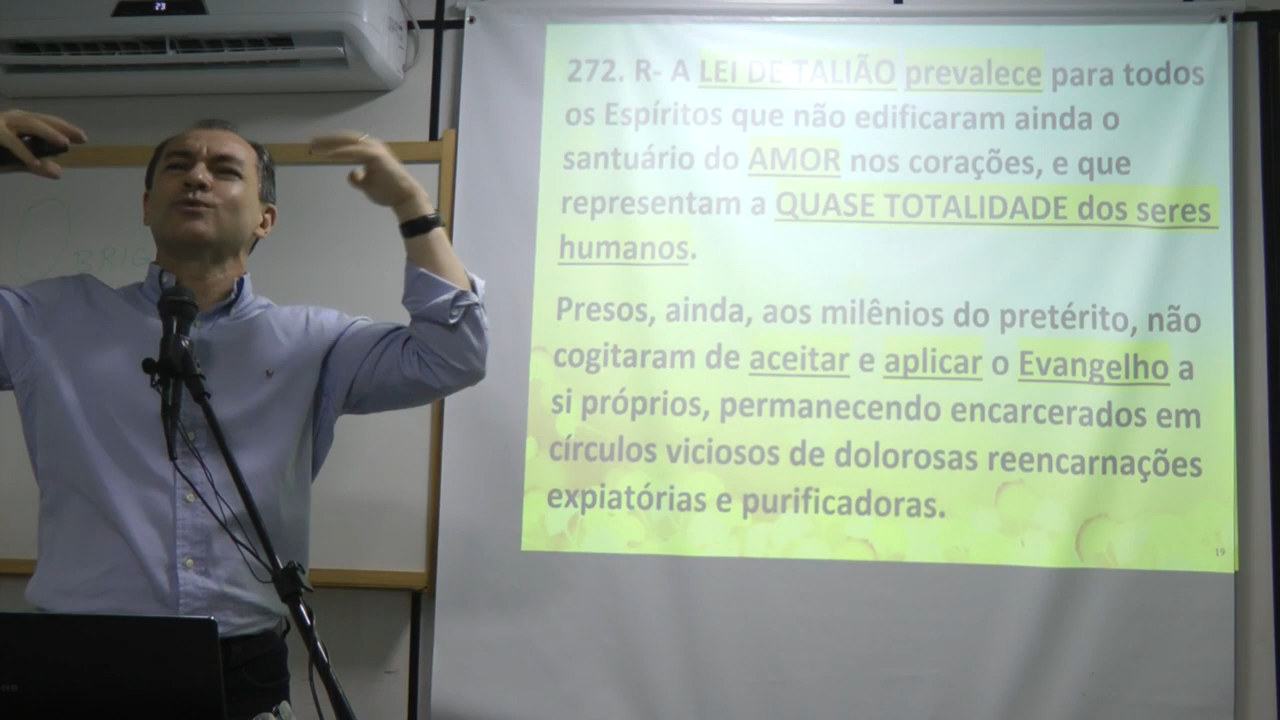 23
272. R- A LEI DE TALIÃO prevalece para todos
os Espíritos que não edificaram ainda o
santuário do AMOR nos corações, e que
representam a QUASE TOTALIDADE dos seres
humanos.
Presos, ainda, aos milênios do pretérito, não
cogitaram de aceitar e aplicar o Evangelho a
si próprios, permanecendo encarcerados em
círculos viciosos de dolorosas reencarnações
expiatórias e purificadoras.
19